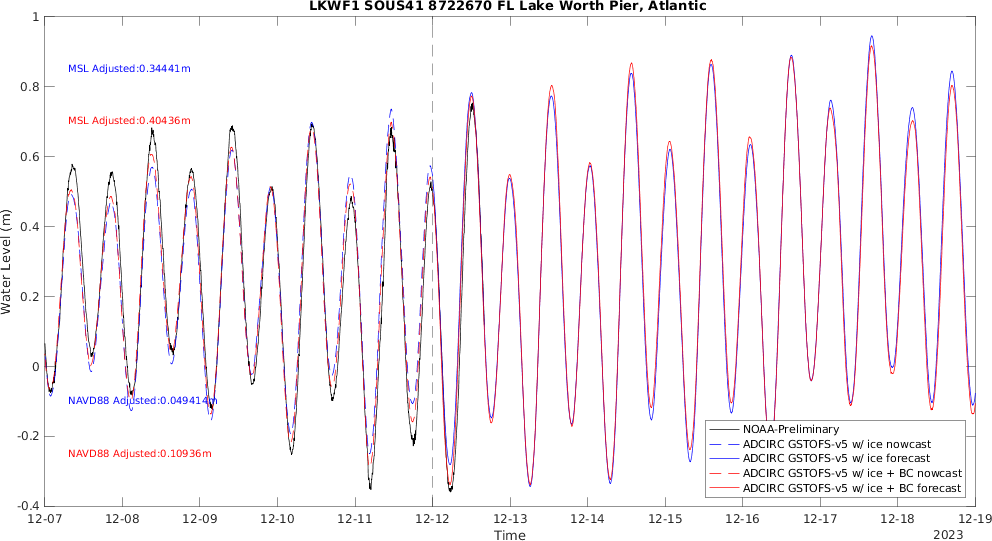 LKWF1 SOUS41 8722670 FL Lake Worth Pier, Atlantic
1
0.8
0.6
0.4
0.2
0
-0.2
-0.4
Water Level (m)
MSL Adjusted:0.34441m
MSL Adjusted:0.40436m
NAVD88 Adjusted:0.049414m
NAVD88 Adjusted:0.10936m
NOAA-Preliminary
ADCIRC GSTOFS-v5 w/ ice nowcast
ADCIRC GSTOFS-v5 w/ ice forecast
ADCIRC GSTOFS-v5 w/ice + BC nowcast
ADCIRC GSTOFS-v5 w/ice + BC forecast
12-07 12-08 12-09 12-10 12-11 12-12 12-13 12-14 12-15 12-16 12-17 12-18 12-19
Time
2023